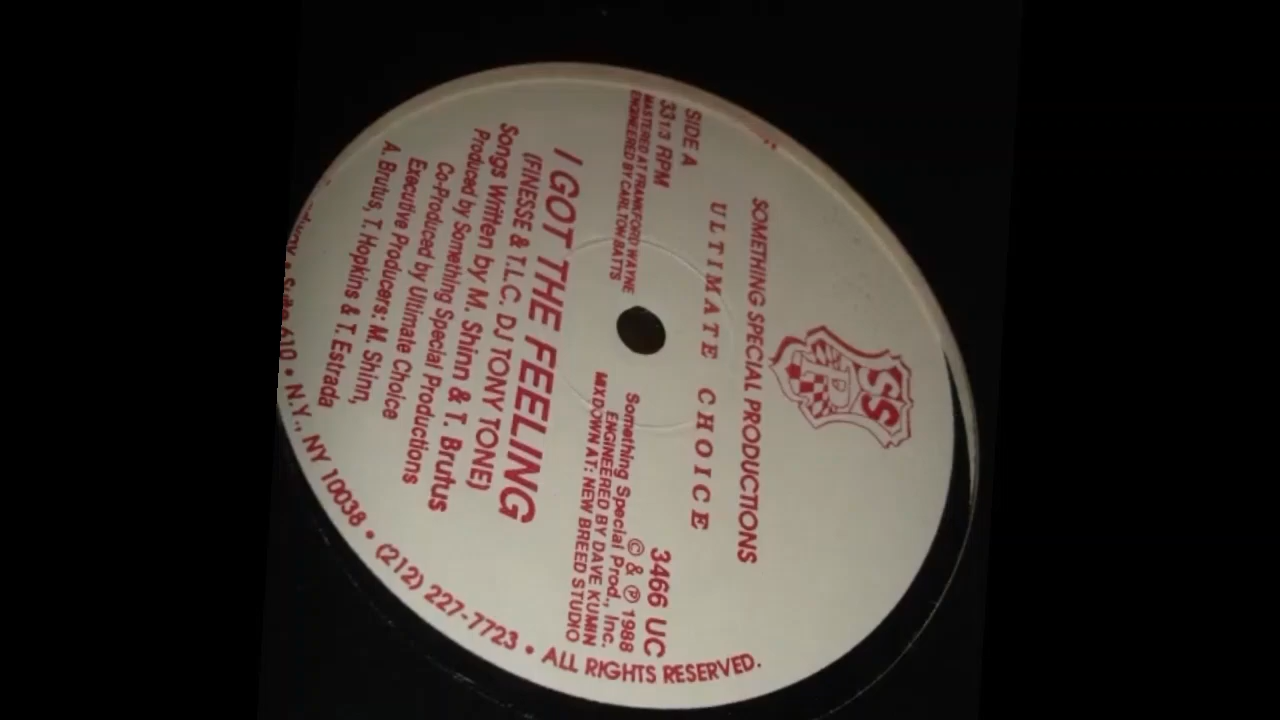 SS
P
SOMETHING SPECIAL PRODUCTIONS
ULTIMATE CHOICE
SIDE A
33 1/3 RPM
MASTERED AT FRANKFORD WAYNE
ENGINEERED BY CARLTON BATTS
3466 UC
© & ℗ 1988
Something Special Prod., Inc.
ENGINEERED BY DAVE KUMIN
MIXDOWN AT: NEW BREED STUDIO
I GOT THE FEELING
(FINESSE & T.L.C. DJ TONY TONE)
Songs Written by M. Shinn & T. Brutus
Produced by Something Special Productions
Co-Produced by Ultimate Choice
Executive Producers: M. Shinn,
A. Brutus, T. Hopkins & T. Estrada
• Suite 610 • N.Y., NY 10038 • (212) 227-7723 • ALL RIGHTS RESERVED.